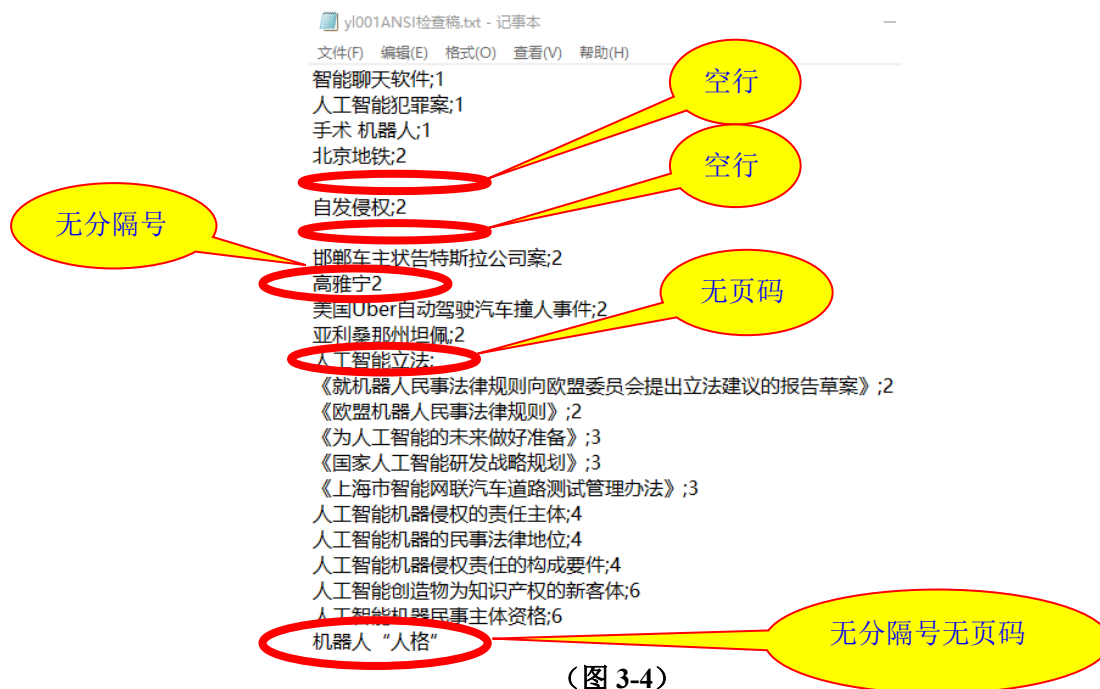 yl001ANSI检查稿.txt - 记事本
文件(F) 编辑(E) 格式(O) 查看(V) 帮助(H)
智能聊天软件;1
人工智能犯罪案;1
手术 机器人;1
北京地铁;2
空行
自发侵权;2
空行
邯郸车主状告特斯拉公司案;2
无分隔号
高雅宁2
美国Uber自动驾驶汽车撞人事件;2
亚利桑那州坦佩;2
人工智能立法;
无页码
《就机器人民事法律规则向欧盟委员会提出立法建议的报告草案》;2
《欧盟机器人民事法律规则》;2
《为人工智能的未来做好准备》;3
《国家人工智能研发战略规划》;3
《上海市智能网联汽车道路测试管理办法》;3
人工智能机器侵权的责任主体;4
人工智能机器的民事法律地位;4
人工智能机器侵权责任的构成要件;4
人工智能创造物为知识产权的新客体;6
人工智能机器民事主体资格;6
机器人“人格”
无分隔号无页码
（图 3-4）